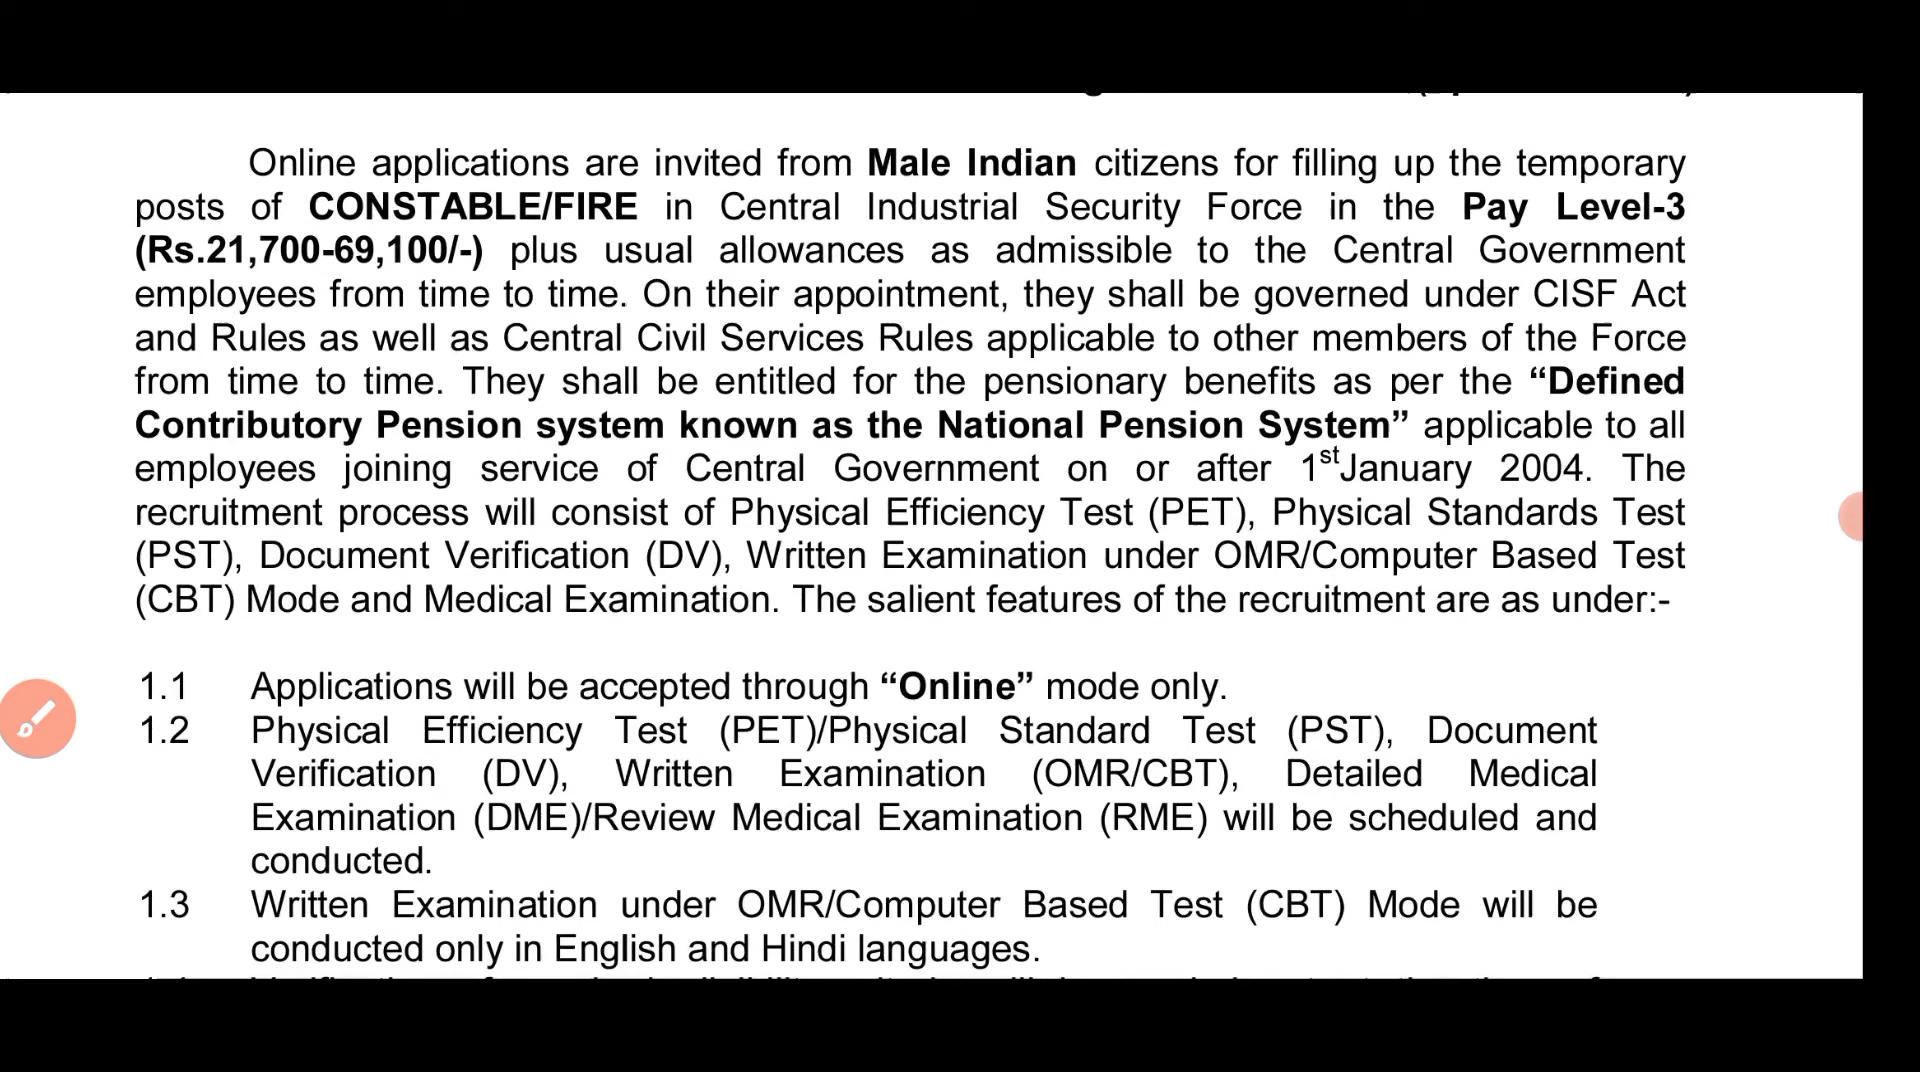 Online applications are invited from Male Indian citizens for filling up the temporary
posts of CONSTABLE/FIRE in Central Industrial Security Force in the Pay Level-3
(Rs.21,700-69,100/-) plus usual allowances as admissible to the Central Government
employees from time to time. On their appointment, they shall be governed under CISF Act
and Rules as well as Central Civil Services Rules applicable to other members of the Force
from time to time. They shall be entitled for the pensionary benefits as per the “Defined
Contributory Pension system known as the National Pension System” applicable to all
employees joining service of Central Government on or after 1stJanuary 2004. The
recruitment process will consist of Physical Efficiency Test (PET), Physical Standards Test
(PST), Document Verification (DV), Written Examination under OMR/Computer Based Test
(CBT) Mode and Medical Examination. The salient features of the recruitment are as under:-
1.1 Applications will be accepted through “Online” mode only.
1.2 Physical Efficiency Test (PET)/Physical Standard Test (PST), Document
Verification (DV), Written Examination (OMR/CBT), Detailed Medical
Examination (DME)/Review Medical Examination (RME) will be scheduled and
conducted.
1.3 Written Examination under OMR/Computer Based Test (CBT) Mode will be
conducted only in English and Hindi languages.